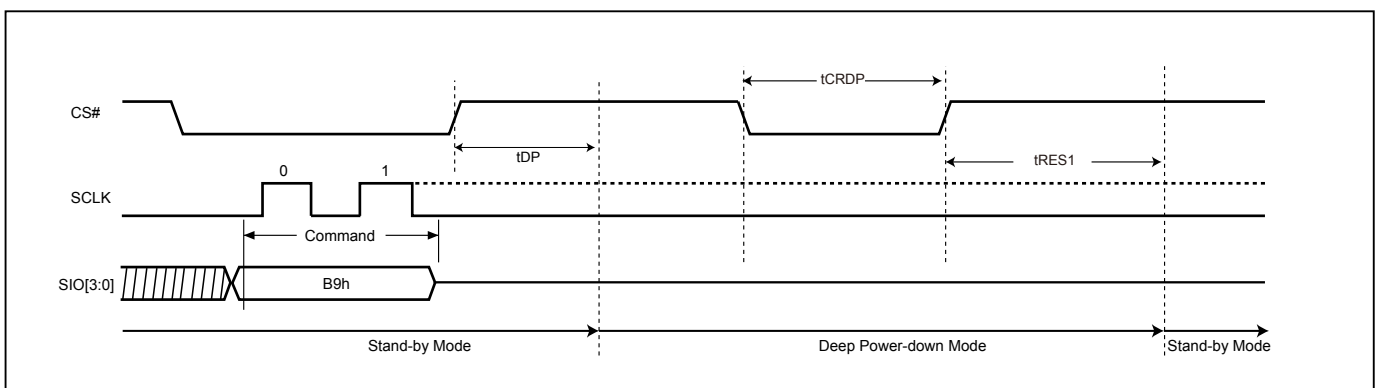 tCRDP
CS#
tDP
tRES1
0 1
SCLK
Command
SIO[3:0]
B9h
Stand-by Mode
Deep Power-down Mode
Stand-by Mode